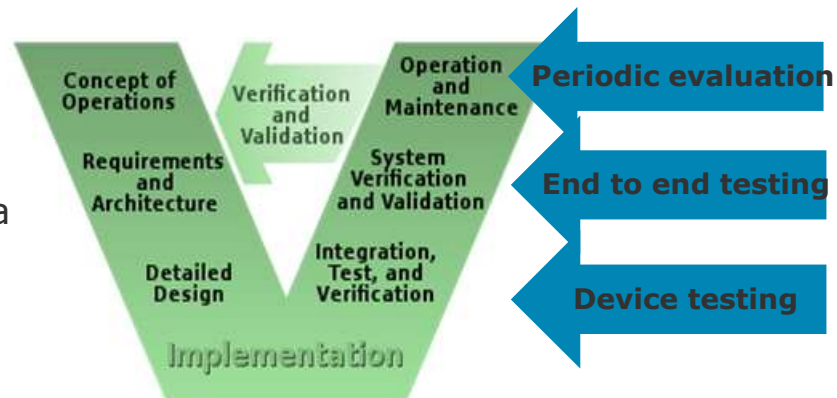 Concept of
Operations
Verification
and
Validation
Operation
and
Maintenance
Periodic evaluation
Requirements
and
Architecture
System
Verification
and Validation
End to end testing
a
Detailed
Design
Integration,
Test, and
Verification
Device testing
Implementation